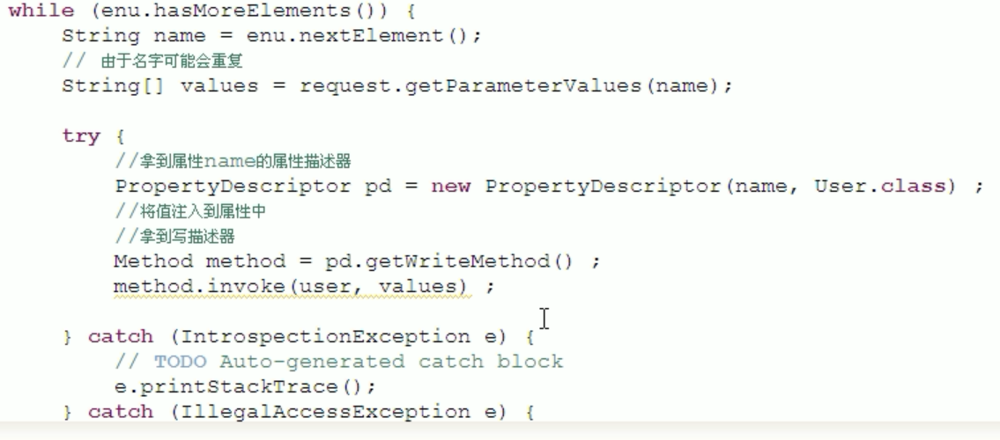 while (enu.hasMoreElements()) {
String name = enu.nextElement();
// 由于名字可能会重复
String[] values = request.getParameterValues(name);
try {
//拿到属性name的属性描述器
PropertyDescriptor pd = new PropertyDescriptor(name, User.class) ;
//将值注入到属性中
//拿到写描述器
Method method = pd.getWriteMethod() ;
method.invoke(user, values) ;
} catch (IntrospectionException e) {
// TODO Auto-generated catch block
e.printStackTrace();
} catch (IllegalAccessException e) {